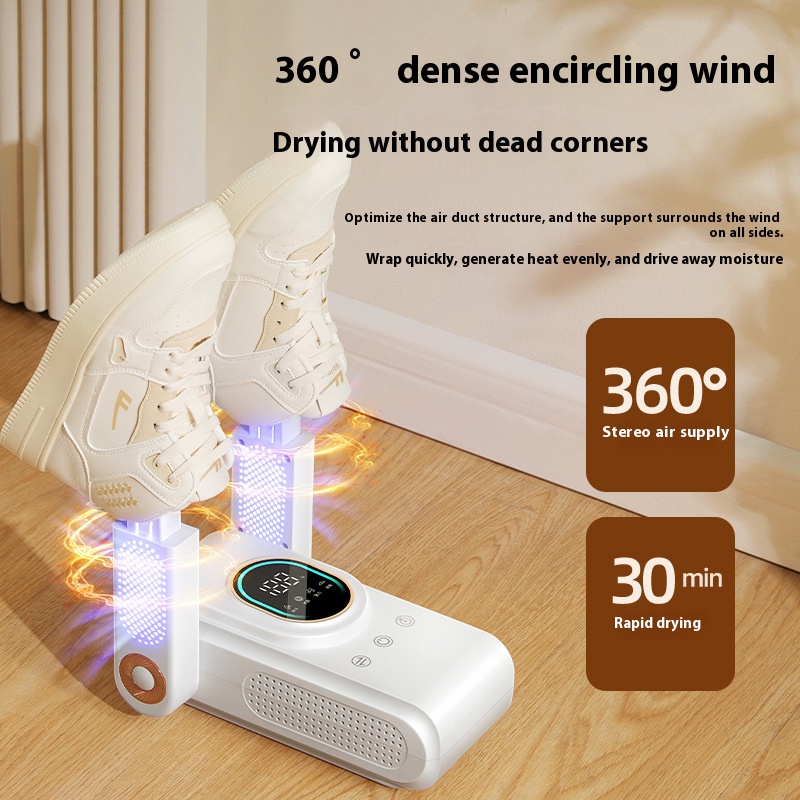 360° dense encircling wind
Drying without dead corners
Optimize the air duct structure, and the support surrounds the wind
on all sides.
Wrap quickly, generate heat evenly, and drive away moisture
360°
Stereo air supply
30 min
Rapid drying